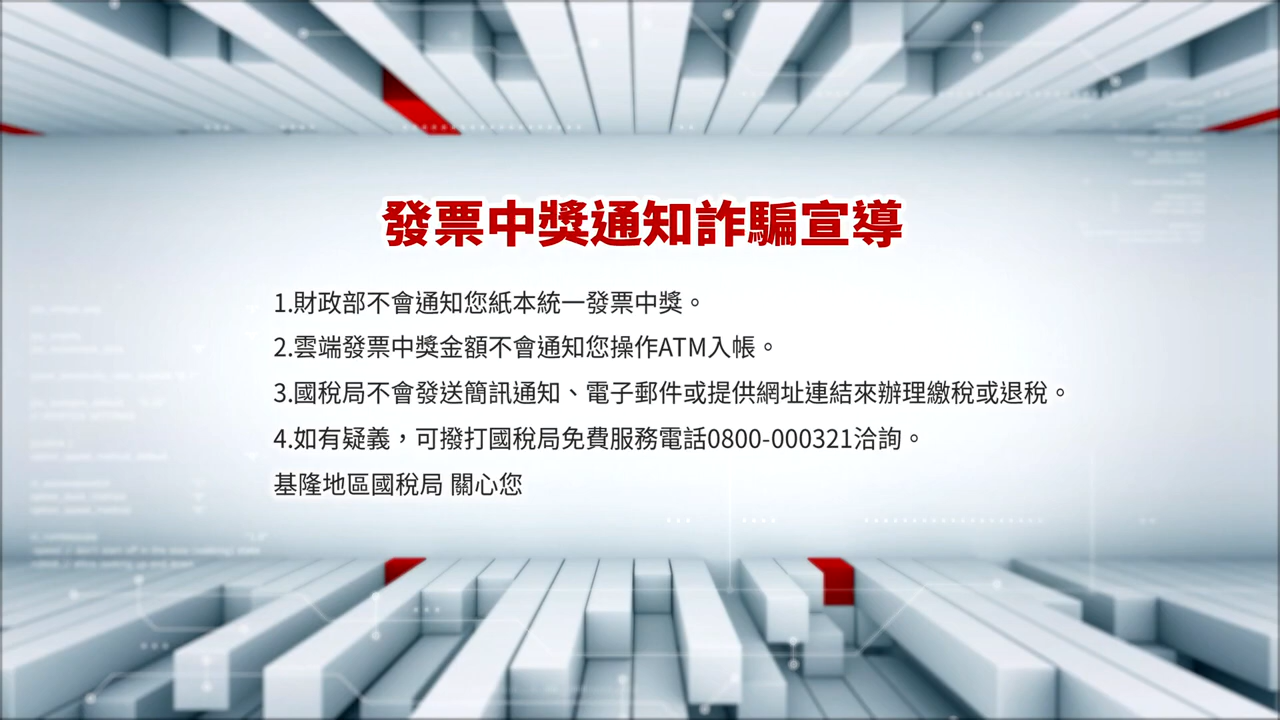 發票中獎通知詐騙宣導
1.財政部不會通知您紙本統一發票中獎。
2.雲端發票中獎金額不會通知您操作ATM入帳。
3.國稅局不會發送簡訊通知、電子郵件或提供網址連結來辦理繳稅或退稅。
4.如有疑義，可撥打國稅局免費服務電話0800-000321洽詢。
基隆地區國稅局 關心您